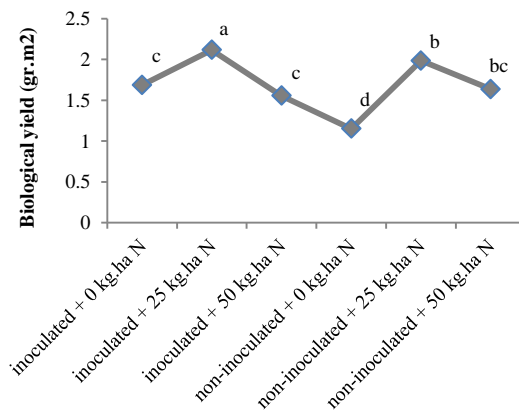 Biological yield (gr.m2)
2.5
2
1.5
1
0.5
0
c
a
c
d
b
bc
inoculated + 0 kg.ha N
inoculated + 25 kg.ha N
inoculated + 50 kg.ha N
non-inoculated + 0 kg.ha N
non-inoculated + 25 kg.ha N
non-inoculated + 50 kg.ha N